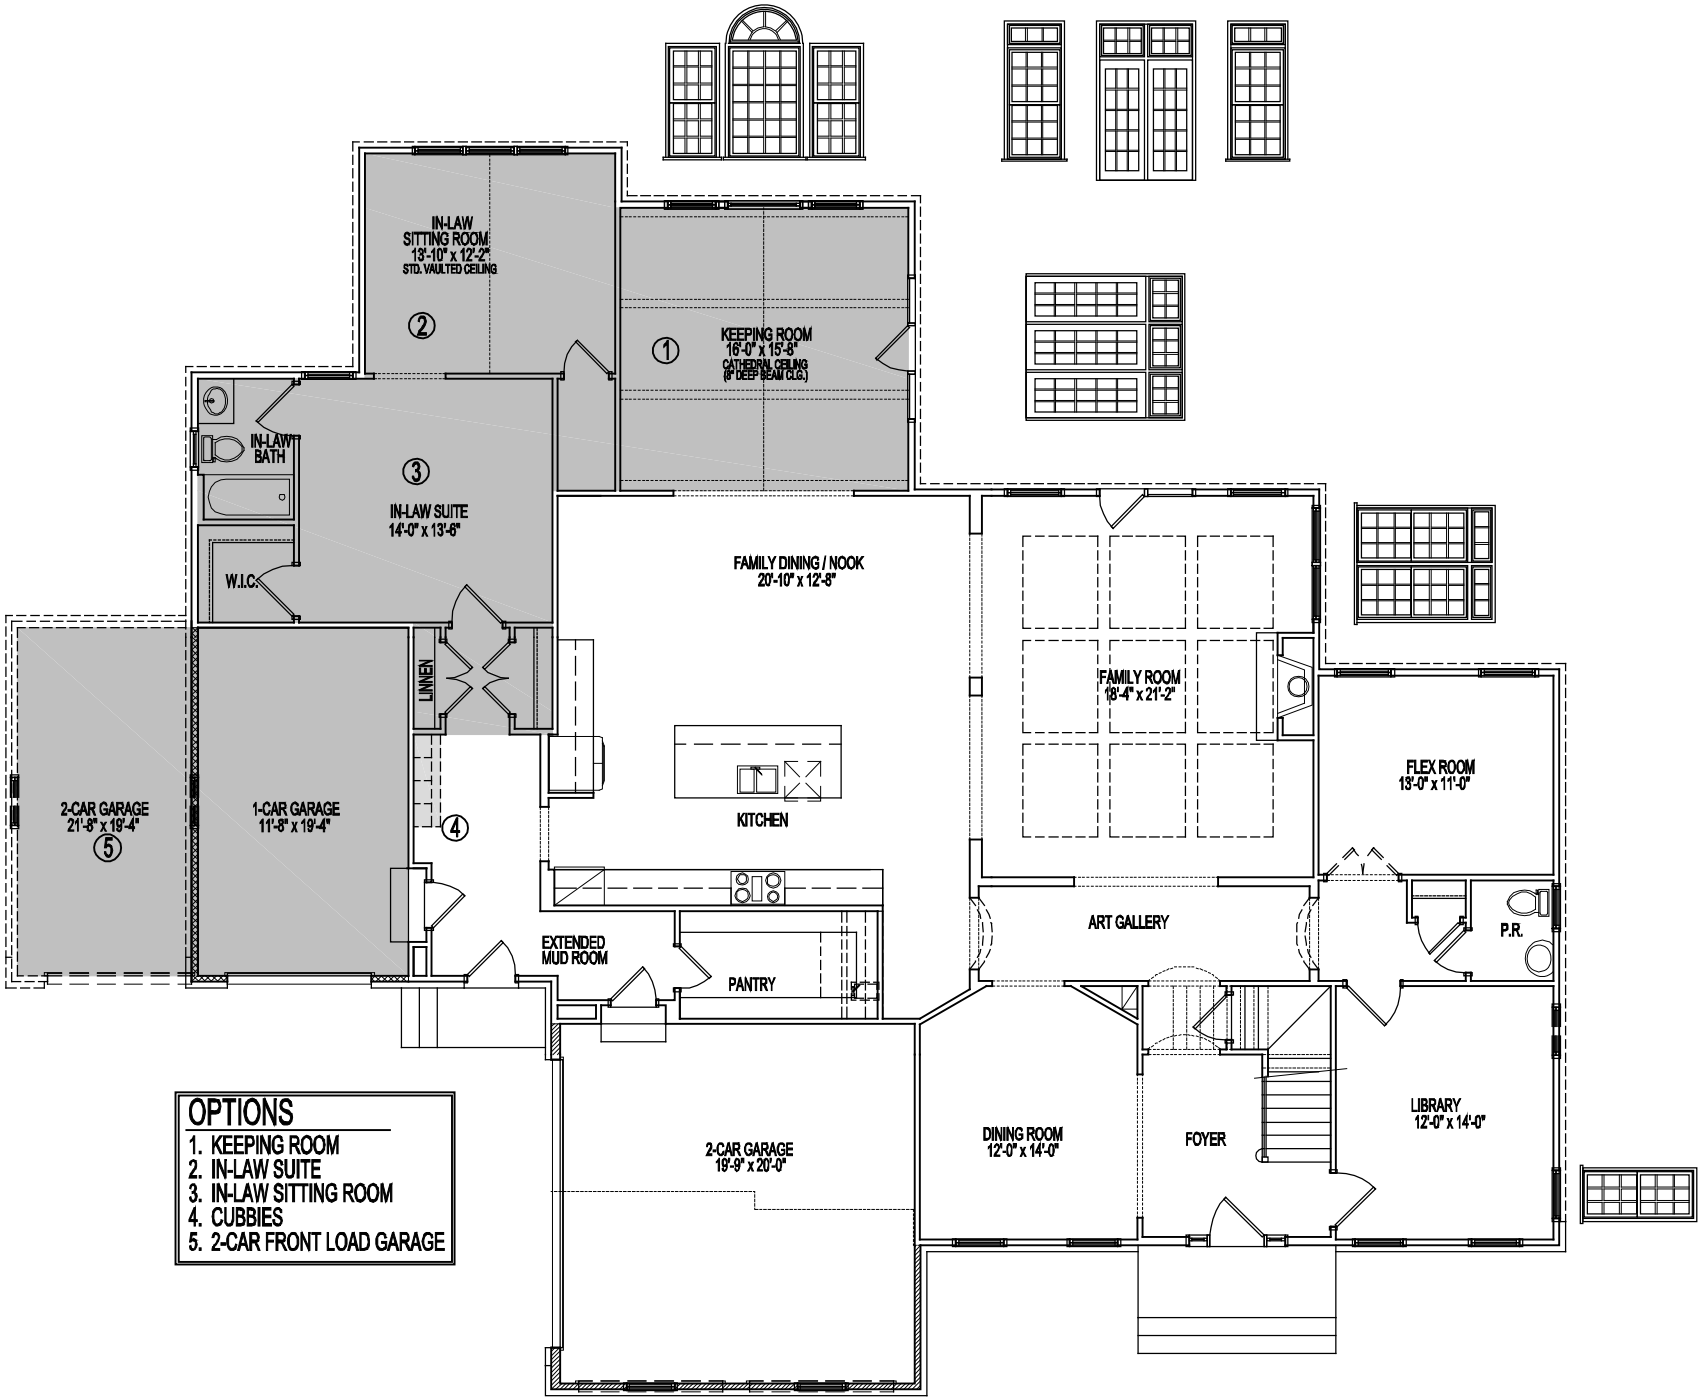 IN-LAW
SITTING ROOM
13'-10" x 12'-2"
STD. VAULTED CEILING
2
1
KEEPING ROOM
16'-0" x 15'-8"
CATHEDRAL CEILING
(8" DEEP BEAM CLG.)
IN-LAW
BATH
3
IN-LAW SUITE
14'-0" x 13'-6"
W.I.C.
FAMILY DINING / NOOK
20'-10" x 12'-8"
LINNEN
FAMILY ROOM
18'-4" x 21'-2"
FLEX ROOM
13'-0" x 11'-0"
2-CAR GARAGE
21'-8" x 19'-4"
5
1-CAR GARAGE
11'-8" x 19'-4"
4
KITCHEN
ART GALLERY
P.R.
EXTENDED
MUD ROOM
PANTRY
LIBRARY
12'-0" x 14'-0"
DINING ROOM
12'-0" x 14'-0"
FOYER
2-CAR GARAGE
19'-9" x 20'-0"
OPTIONS
1. KEEPING ROOM
2. IN-LAW SUITE
3. IN-LAW SITTING ROOM
4. CUBBIES
5. 2-CAR FRONT LOAD GARAGE